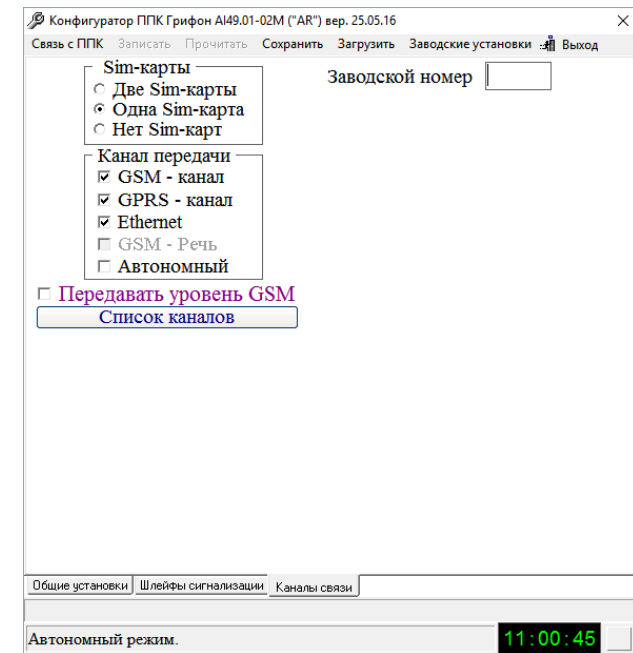 Конфигуратор ППК Грифон AI49.01-02M ("AR") вер. 25.05.16
Связь с ППК Записать Прочитать Сохранить Загрузить Заводские установки Выход
Sim-карты
Две Sim-карты
Одна Sim-карта
Нет Sim-карт
Заводской номер
Канал передачи
GSM - канал
GPRS - канал
Ethernet
GSM - Речь
Автономный
Передавать уровень GSM
Список каналов
Общие установки Шлейфы сигнализации Каналы связи
Автономный режим. 11:00:45